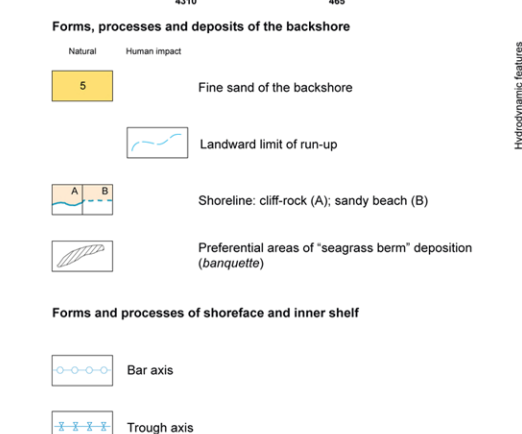 4310 465
Forms, processes and deposits of the backshore
Natural Human impact
5 Fine sand of the backshore
Landward limit of run-up
A B Shoreline: cliff-rock (A); sandy beach (B)
Preferential areas of “seagrass berm” deposition
(banquette)
Forms and processes of shoreface and inner shelf
Bar axis
Trough axis
Hydrodynamic features